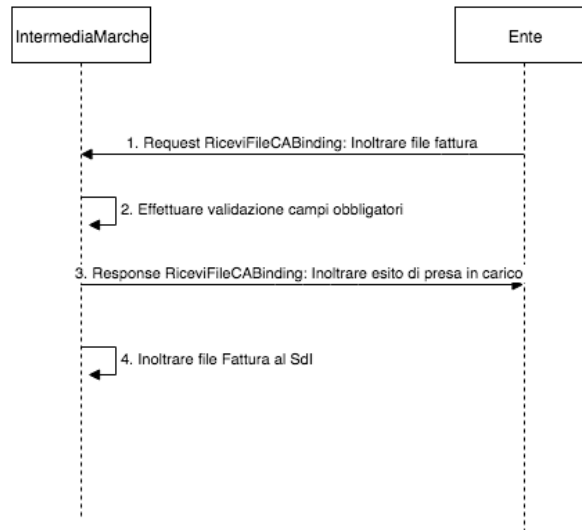 IntermediaMarche
Ente
1. Request RiceviFileCABinding: Inoltrare file fattura
2. Effettuare validazione campi obbligatori
3. Response RiceviFileCABinding: Inoltrare esito di presa in carico
4. Inoltrare file Fattura al SdI